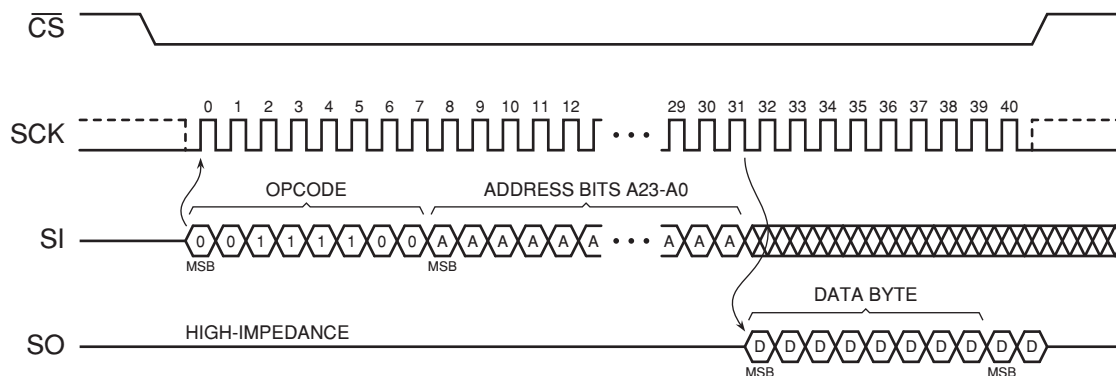 CS
0 1 2 3 4 5 6 7 8 9 10 11 12 29 30 31 32 33 34 35 36 37 38 39 40
SCK
OPCODE ADDRESS BITS A23-A0
SI 0 0 1 1 1 1 0 0 A A A A A A A A A
MSB MSB
DATA BYTE
HIGH-IMPEDANCE
SO D D D D D D D D D D
MSB MSB